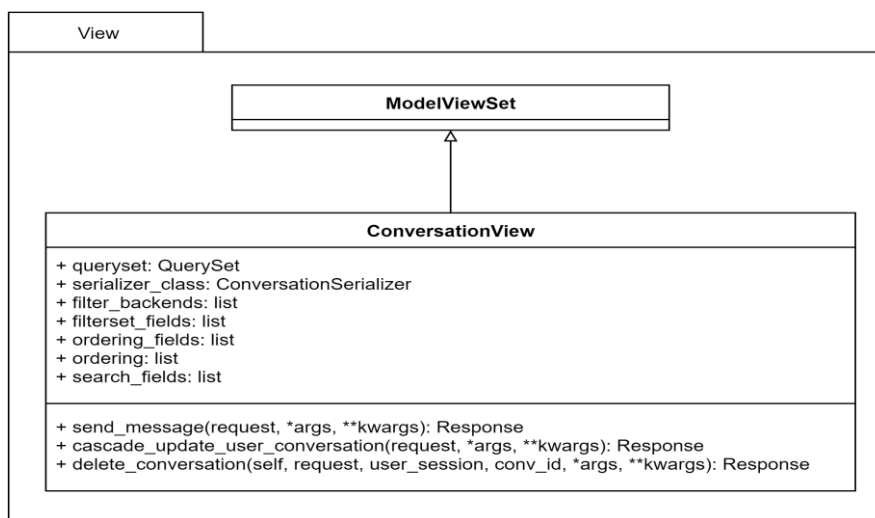 View
ModelViewSet
ConversationView
+ queryset: QuerySet
+ serializer_class: ConversationSerializer
+ filter_backends: list
+ filterset_fields: list
+ ordering_fields: list
+ ordering: list
+ search_fields: list
+ send_message(request, *args, **kwargs): Response
+ cascade_update_user_conversation(request, *args, **kwargs): Response
+ delete_conversation(self, request, user_session, conv_id, *args, **kwargs): Response